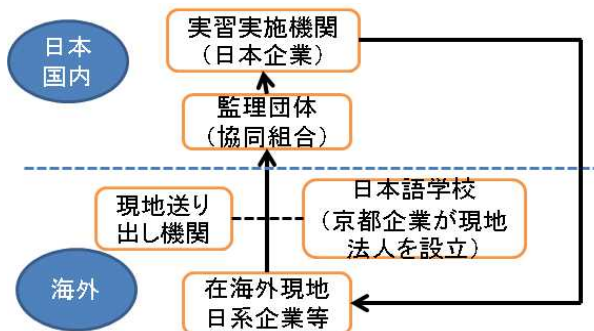 日本
国内
実習実施機関
（日本企業）
監理団体
（協同組合）
現地送り
出し機関
日本語学校
（京都企業が現地
法人を設立）
海外
在海外現地
日系企業等